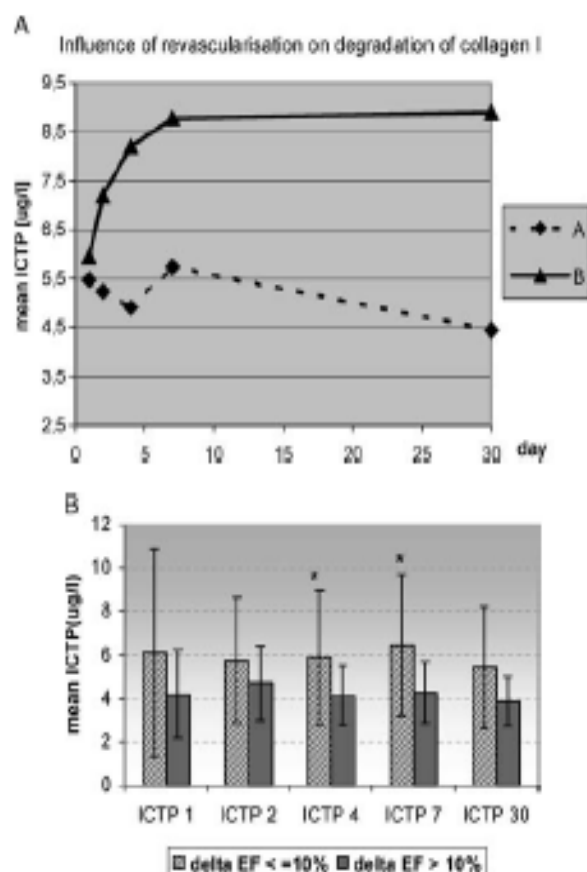 A
Influence of revascularisation on degradation of collagen I
mean ICTP [ug/l]
9,5
8,5
7,5
6,5
5,5
4,5
3,5
2,5
0
5
10
15
20
25
30
day
A
B
B
mean ICTP(ug/l)
12
10
8
6
4
2
0
*
*
ICTP 1
ICTP 2
ICTP 4
ICTP 7
ICTP 30
delta EF <=10%
delta EF > 10%